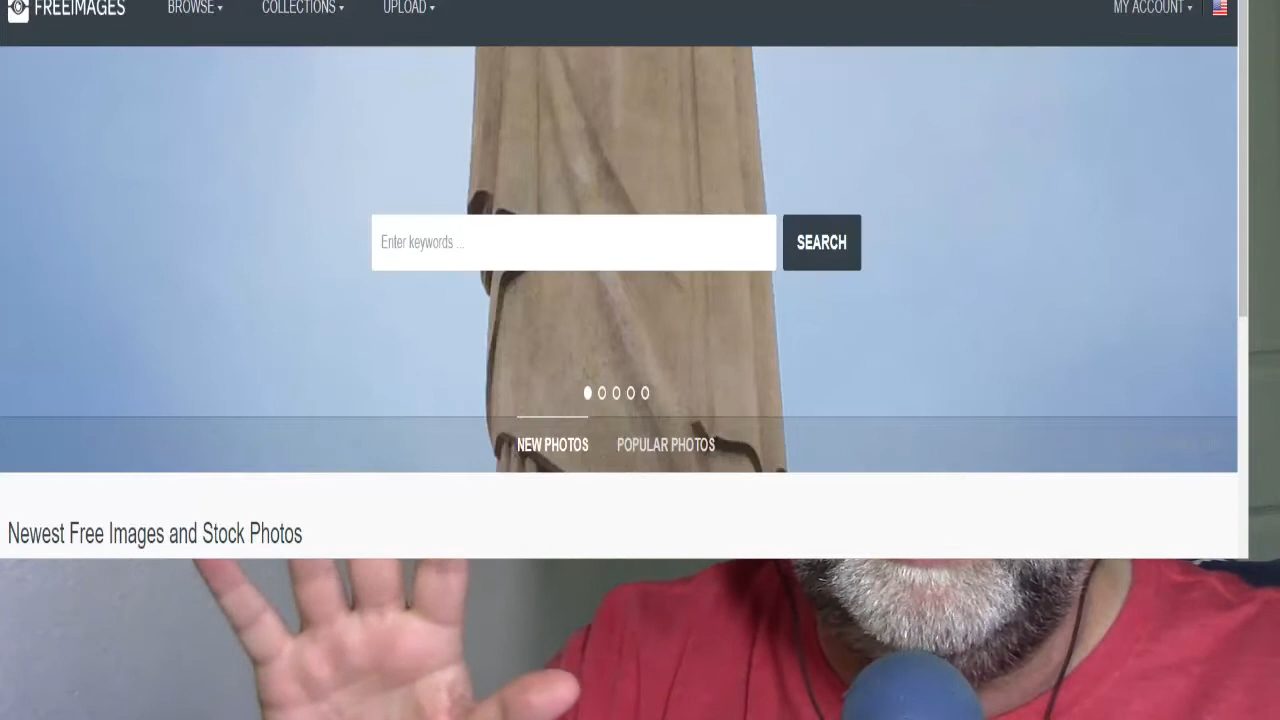 FREEIMAGES
BROWSE
COLLECTIONS
UPLOAD
MY ACCOUNT
Enter keywords ...
SEARCH
NEW PHOTOS
POPULAR PHOTOS
Newest Free Images and Stock Photos